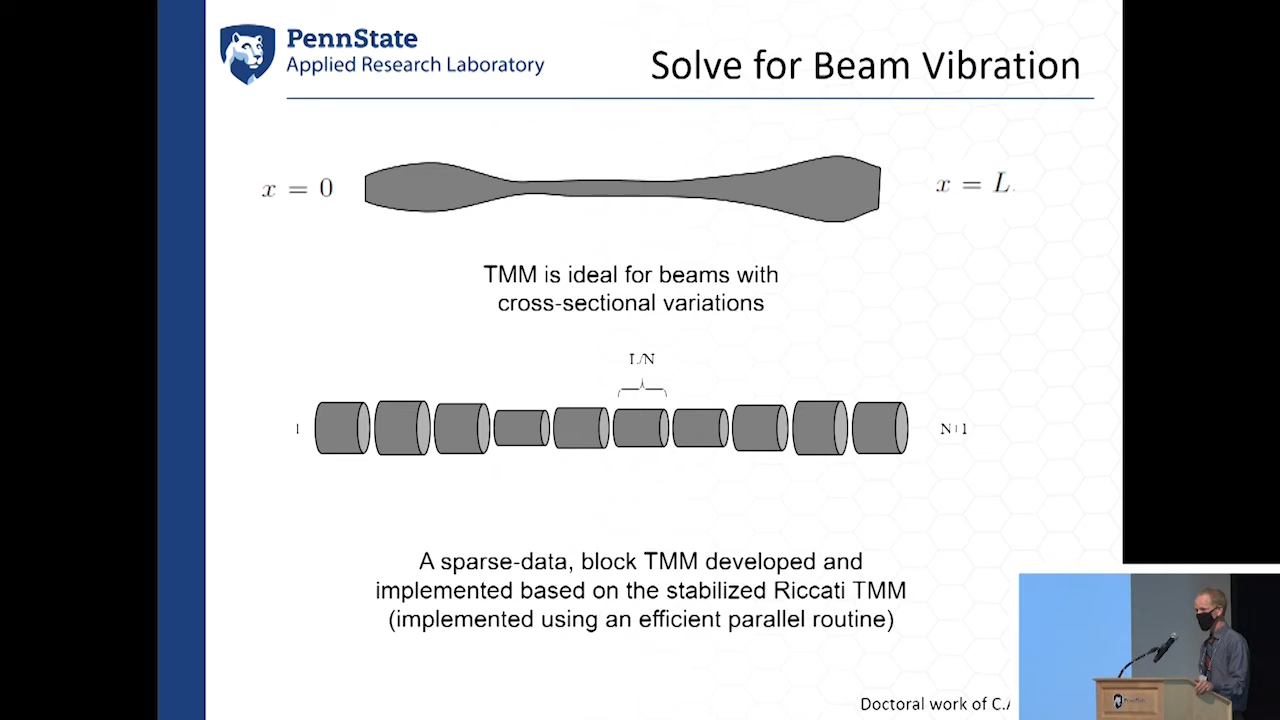 PennState
Applied Research Laboratory
Solve for Beam Vibration
x = 0
x = L
TMM is ideal for beams with
cross-sectional variations
L/N
1
N+1
A sparse-data, block TMM developed and
implemented based on the stabilized Riccati TMM
(implemented using an efficient parallel routine)
Doctoral work of C.
PennState